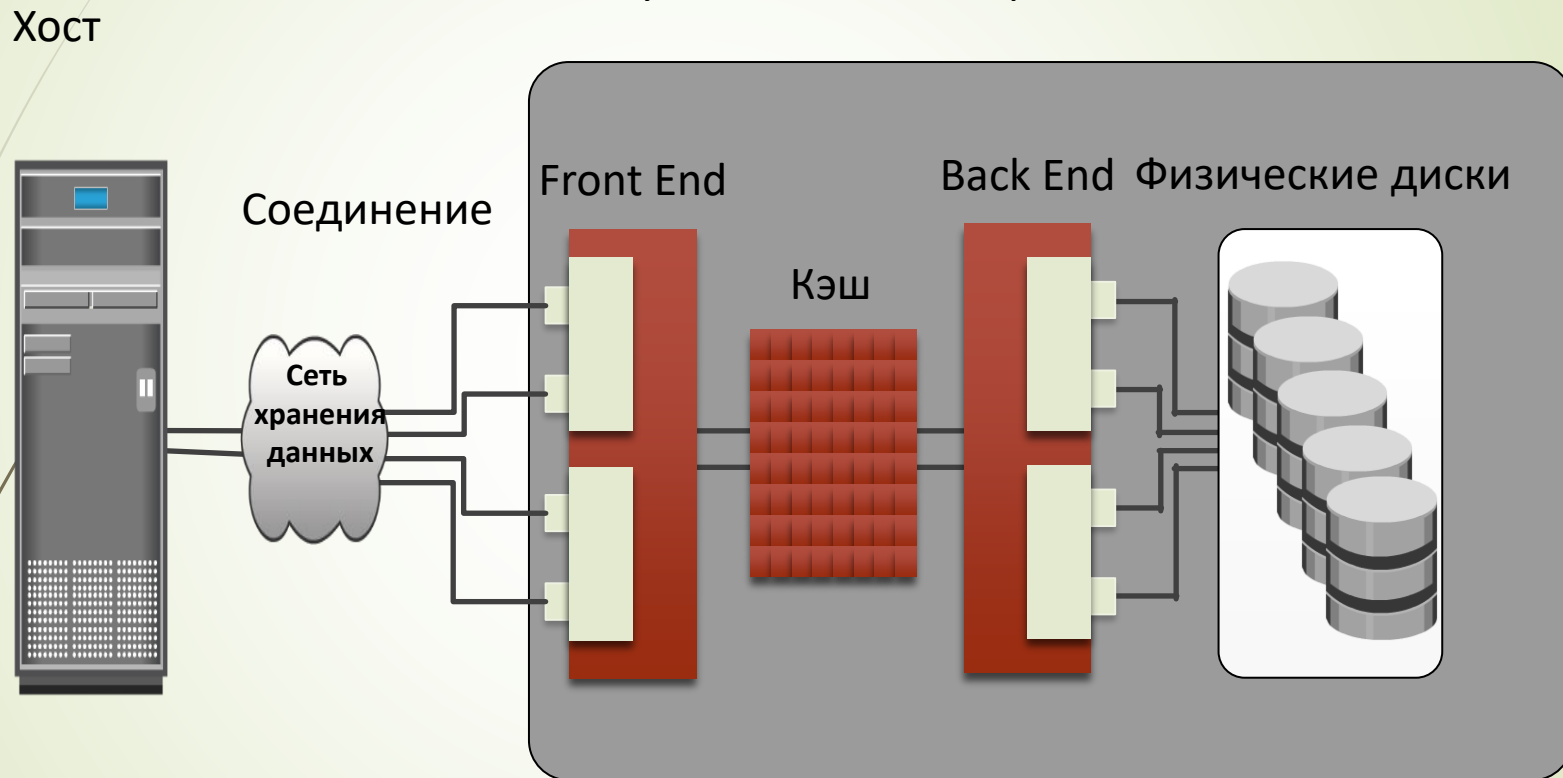 Хост
Соединение
Front End
Back End
Физические диски
Кэш
Сеть
хранения
данных